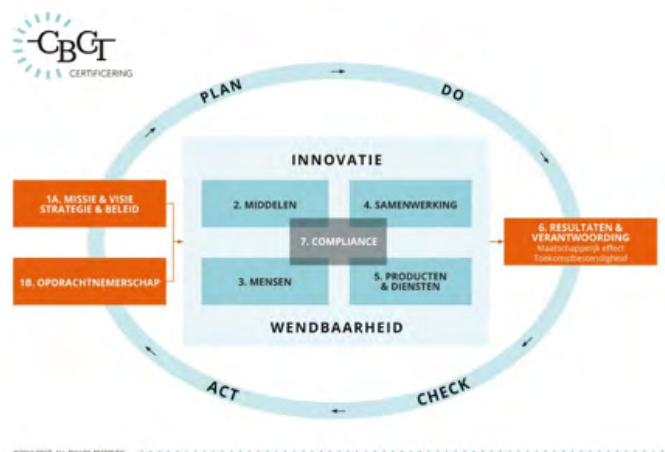 CBCT
CERTIFICERING
PLAN
DO
INNOVATIE
1A. MISSIE & VISIE
STRATEGIE & BELEID
2. MIDDELEN
4. SAMENWERKING
7. COMPLIANCE
6. RESULTATEN &
VERANTWOORDING
Maatschappelijk effect
Toekomstbestendigheid
1B. OPDRACHTNEMERSCHAP
3. MENSEN
5. PRODUCTEN
& DIENSTEN
WENDBAARHEID
ACT
CHECK